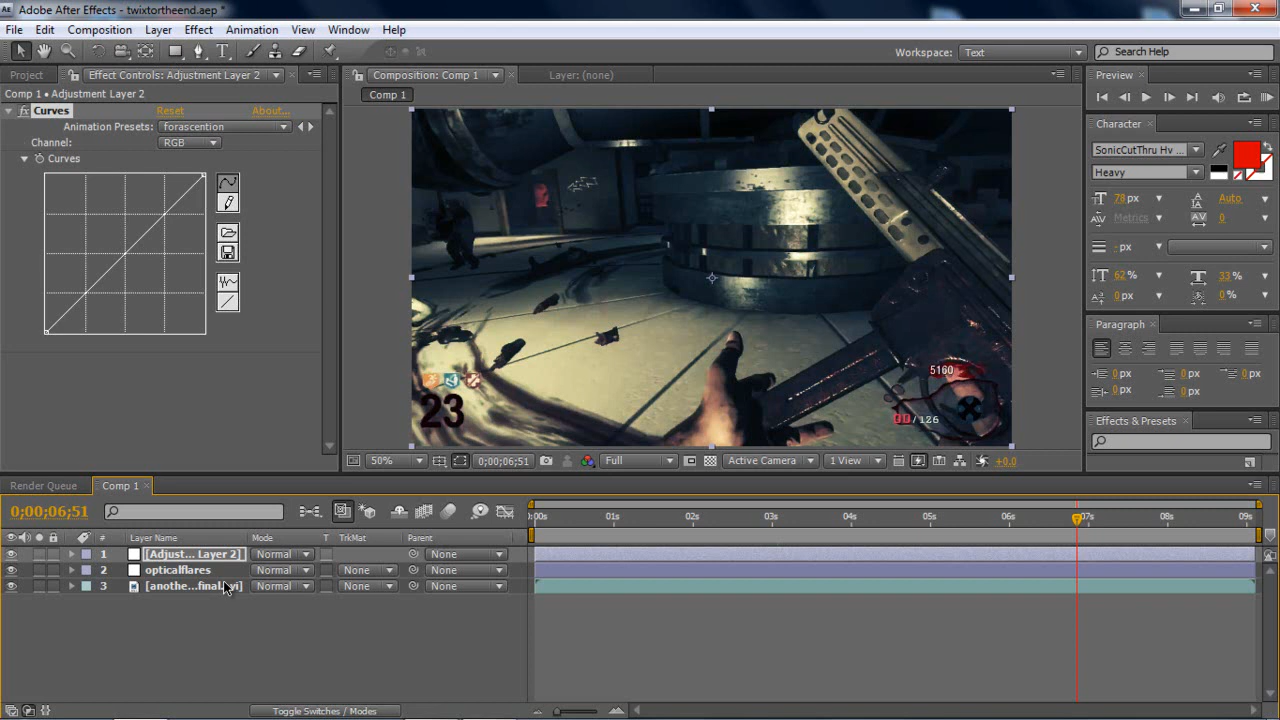 Adobe After Effects - twixtortheend.aep *
File Edit Composition Layer Effect Animation View Window Help
Workspace: Text Search Help
Project Effect Controls: Adjustment Layer 2 Composition: Comp 1 Layer: (none) Preview
Comp 1 • Adjustment Layer 2 Comp 1
Curves Reset About...
Animation Presets: forascention
Channel: RGB
Curves
Character
SonicCutThru Hv ...
Heavy
78 px Auto
Metrics 0
- px
62 % 33 %
0 px 0 %
Paragraph
0 px 0 px 0 px
0 px 0 px
Effects & Presets
5160
23
/126
50% 0;00;06;51 Full Active Camera 1 View +0.0
Render Queue Comp 1
0;00;06;51
:00s 01s 02s 03s 04s 05s 06s 07s 08s 09s
# Layer Name Mode T TrkMat Parent
1 [Adjust... Layer 2] Normal None
2 opticalflares Normal None None
3 [anothe...final.avi] Normal None None
Toggle Switches / Modes